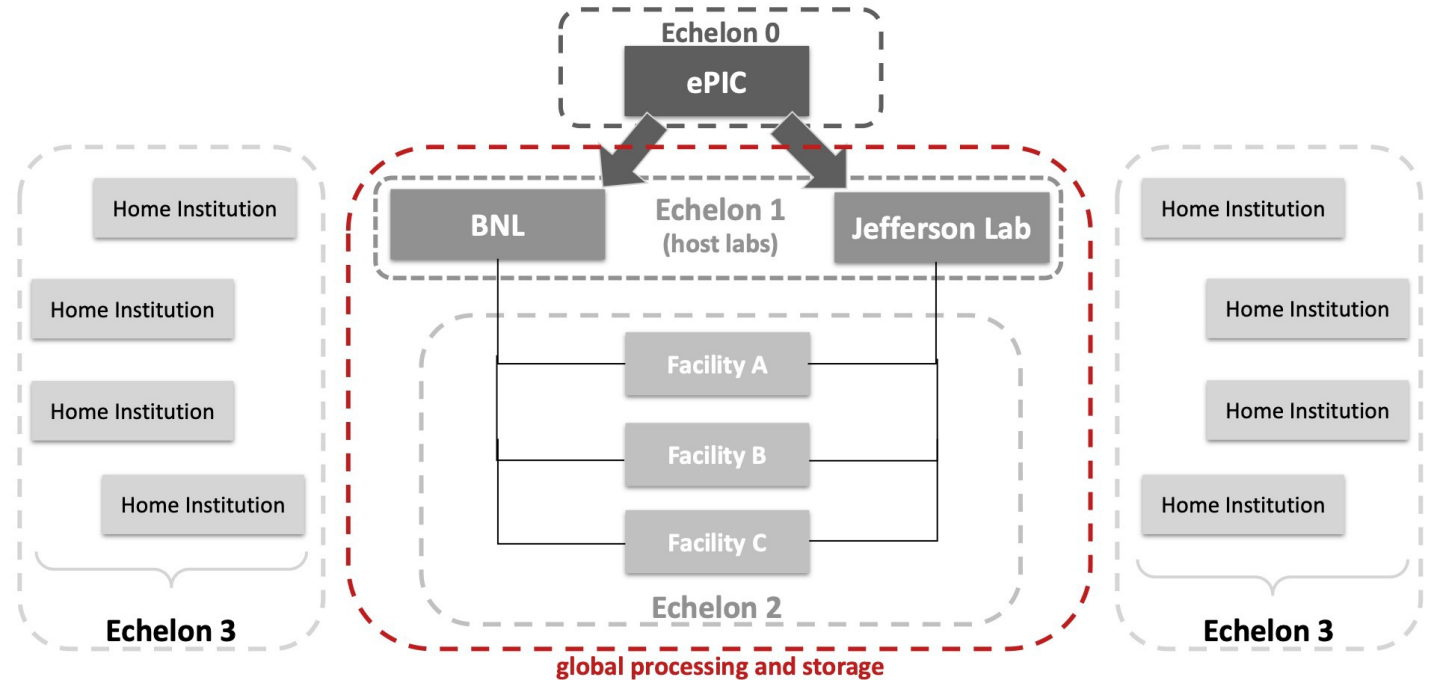 Echelon 0
ePIC
BNL
Echelon 1
(host labs)
Jefferson Lab
Home Institution
Home Institution
Home Institution
Home Institution
Echelon 3
Facility A
Facility B
Facility C
Echelon 2
global processing and storage
Home Institution
Home Institution
Home Institution
Home Institution
Echelon 3